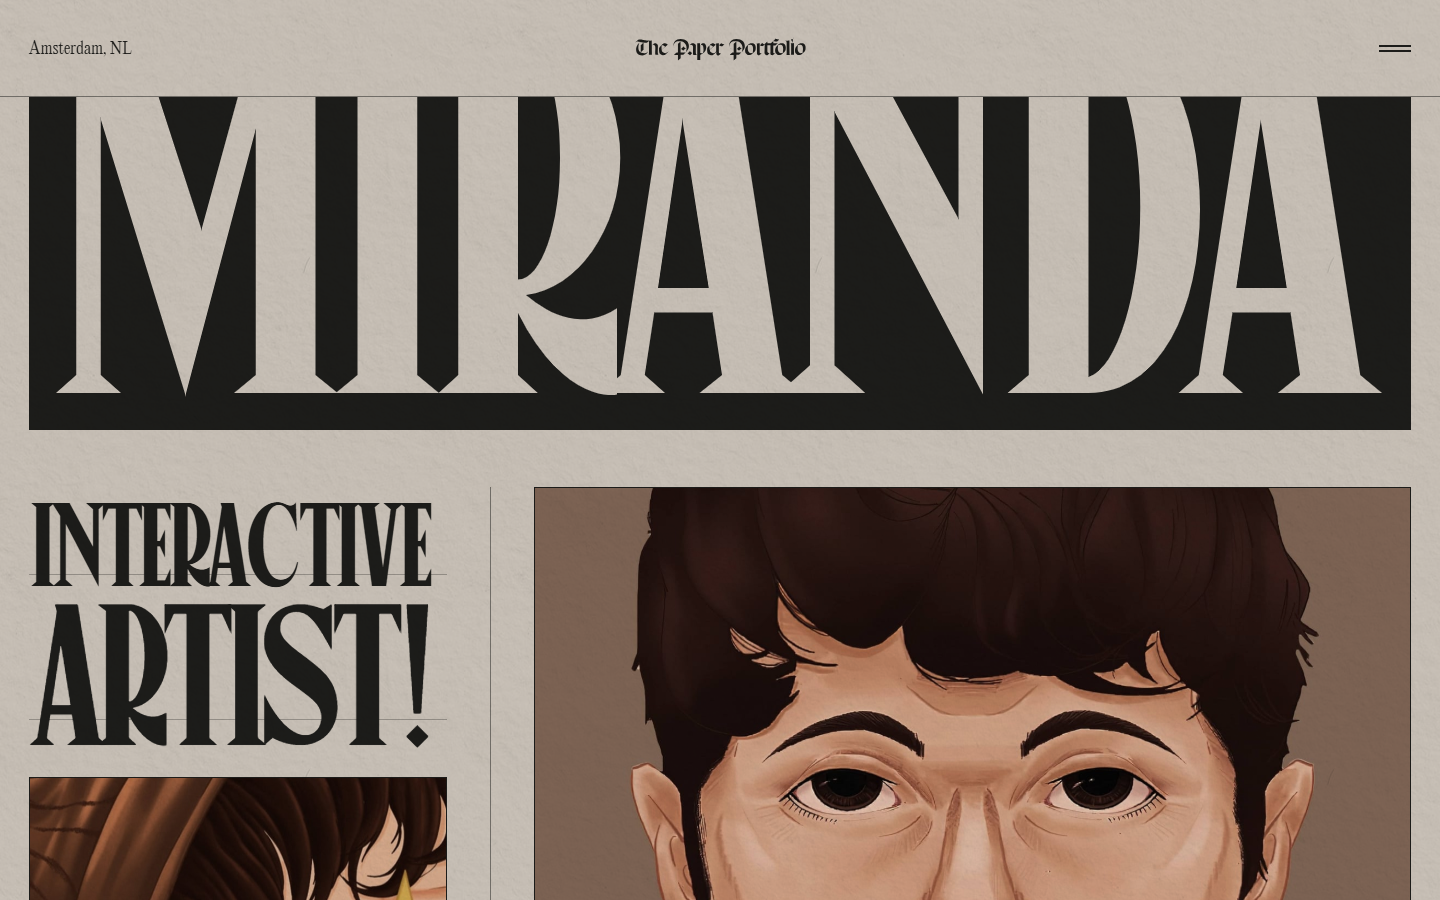 Amsterdam, NL
The Paper Portfolio
MIRANDA
INTERACTIVE
ARTIST!